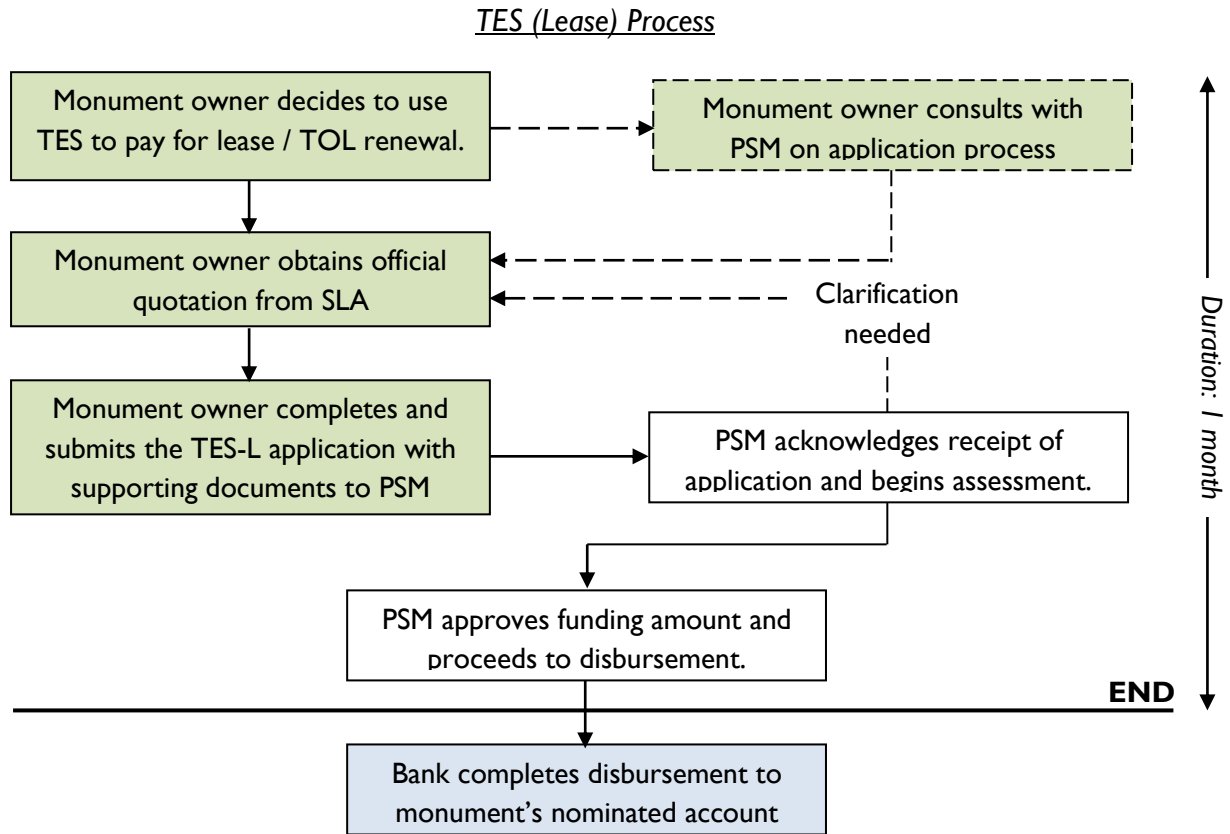 TES (Lease) Process
Monument owner decides to use
TES to pay for lease / TOL renewal.
Monument owner consults with
PSM on application process
Monument owner obtains official
quotation from SLA
Clarification
needed
Monument owner completes and
submits the TES-L application with
supporting documents to PSM
PSM acknowledges receipt of
application and begins assessment.
PSM approves funding amount and
proceeds to disbursement.
END
Bank completes disbursement to
monument's nominated account
Duration: 1 month